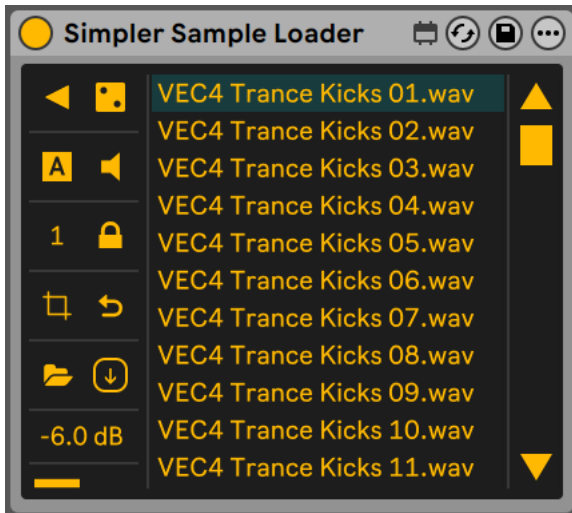 Simpler Sample Loader
VEC4 Trance Kicks 01.wav
VEC4 Trance Kicks 02.wav
A
VEC4 Trance Kicks 03.wav
VEC4 Trance Kicks 04.wav
1
VEC4 Trance Kicks 05.wav
VEC4 Trance Kicks 06.wav
VEC4 Trance Kicks 07.wav
VEC4 Trance Kicks 08.wav
VEC4 Trance Kicks 09.wav
-6.0 dB
VEC4 Trance Kicks 10.wav
VEC4 Trance Kicks 11.wav